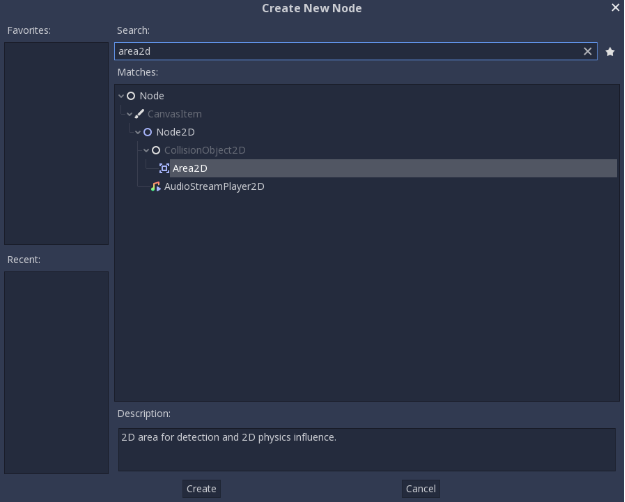 Create New Node
Favorites:
Search:
area2d
Matches:
Node
CanvasItem
Node2D
CollisionObject2D
Area2D
AudioStreamPlayer2D
Recent:
Description:
2D area for detection and 2D physics influence.
Create
Cancel